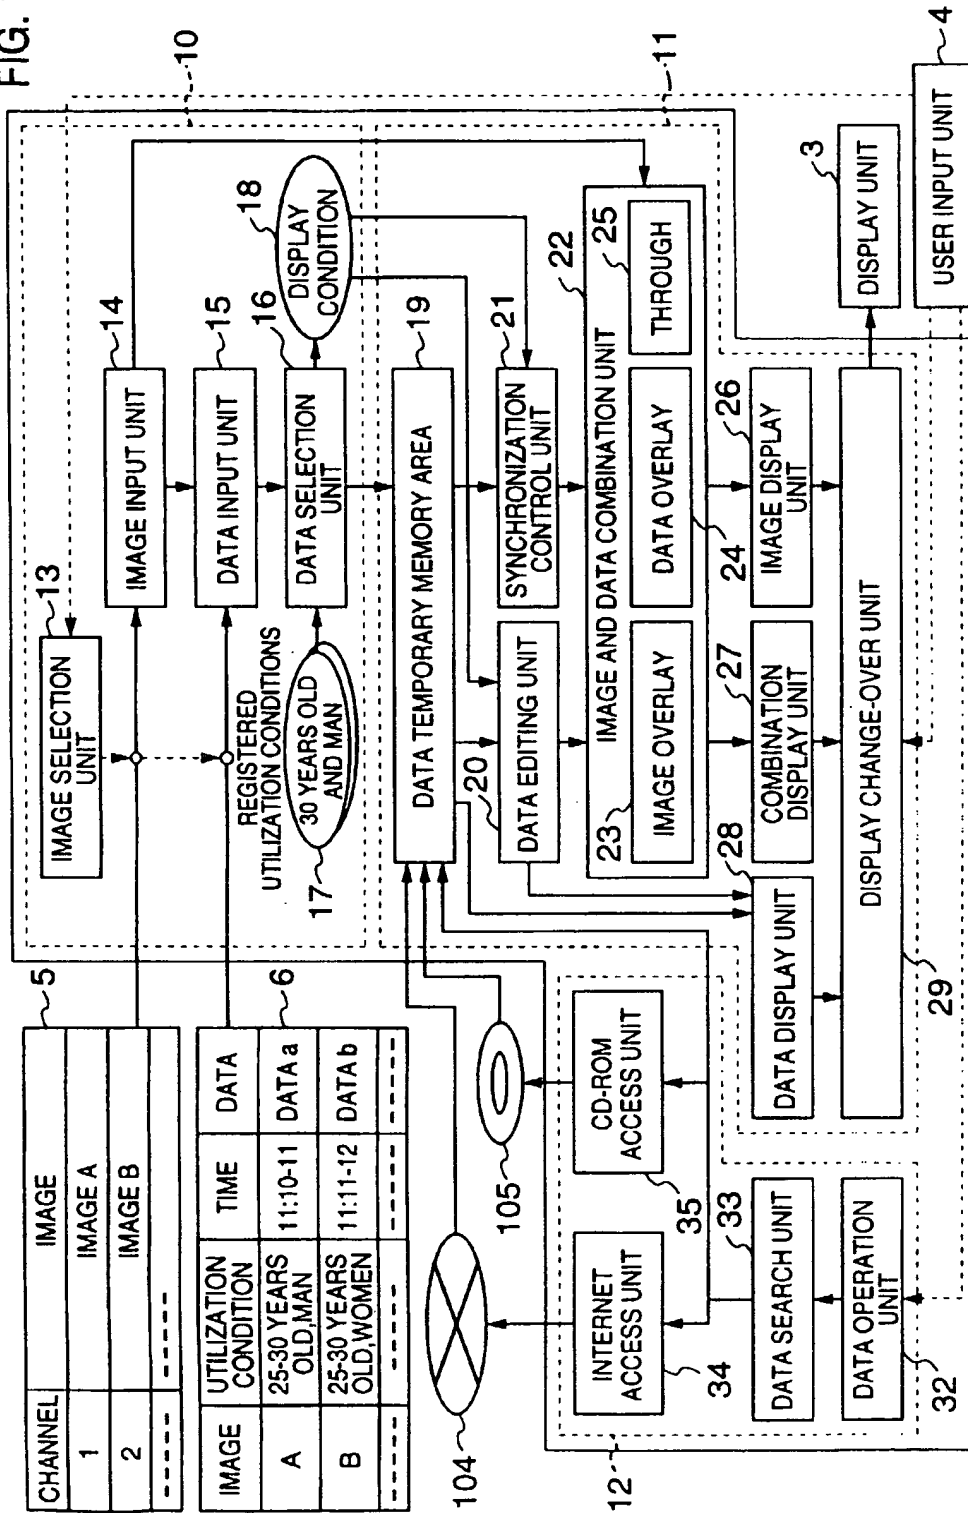 FIG.
10
11
4
5
CHANNEL
IMAGE
1
IMAGE A
2
IMAGE B
6
IMAGE
UTILIZATION
CONDITION
TIME
DATA
A
25-30 YEARS
OLD,MAN
11:10-11
DATA a
B
25-30 YEARS
OLD,WOMEN
11:11-12
DATA b
13
IMAGE SELECTION
UNIT
14
IMAGE INPUT UNIT
15
DATA INPUT UNIT
16
DATA SELECTION
UNIT
REGISTERED
UTILIZATION CONDITIONS
30 YEARS OLD
AND MAN
17
18
DISPLAY
CONDITION
19
DATA TEMPORARY MEMORY AREA
20
DATA EDITING UNIT
21
SYNCHRONIZATION
CONTROL UNIT
22
IMAGE AND DATA COMBINATION UNIT
23
IMAGE OVERLAY
DATA OVERLAY
24
25
THROUGH
26
IMAGE DISPLAY
UNIT
27
COMBINATION
DISPLAY UNIT
28
DATA DISPLAY UNIT
DISPLAY CHANGE-OVER UNIT
29
3
DISPLAY UNIT
USER INPUT UNIT
104
105
INTERNET
ACCESS UNIT
34
CD-ROM
ACCESS UNIT
35
33
DATA SEARCH UNIT
DATA OPERATION
UNIT
32
12